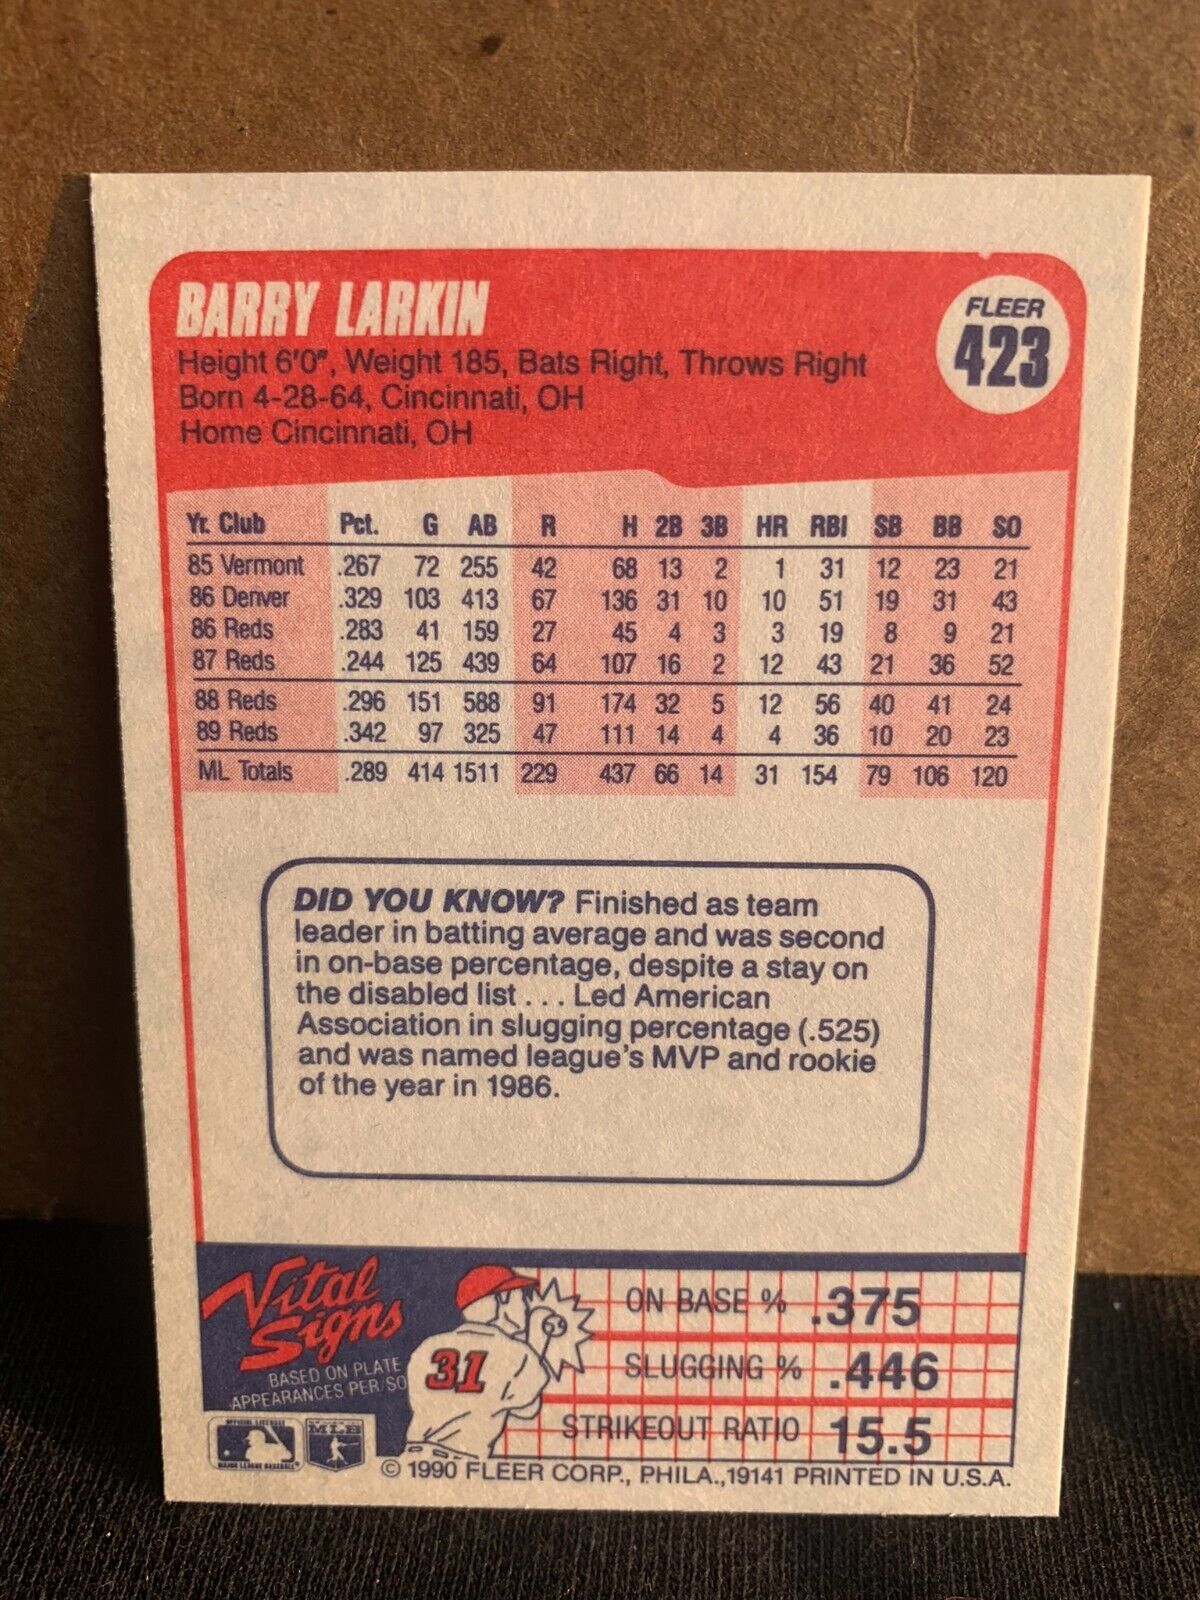 BARRY LARKIN
FLEER
423
Height 6'0", Weight 185, Bats Right, Throws Right
Born 4-28-64, Cincinnati, OH
Home Cincinnati, OH
Yr. Club Pct. G AB R H 2B 3B HR RBI SB BB SO
85 Vermont .267 72 255 42 68 13 2 1 31 12 23 21
86 Denver .329 103 413 67 136 31 10 10 51 19 31 43
86 Reds .283 41 159 27 45 4 3 3 19 8 9 21
87 Reds .244 125 439 64 107 16 2 12 43 21 36 52
88 Reds .296 151 588 91 174 32 5 12 56 40 41 24
89 Reds .342 97 325 47 111 14 4 4 36 10 20 23
ML Totals .289 414 1511 229 437 66 14 31 154 79 106 120
DID YOU KNOW? Finished as team
leader in batting average and was second
in on-base percentage, despite a stay on
the disabled list . . . Led American
Association in slugging percentage (.525)
and was named league's MVP and rookie
of the year in 1986.
Vital
Signs
BASED ON PLATE
APPEARANCES PER SO
31
ON BASE % .375
SLUGGING % .446
STRIKEOUT RATIO 15.5
OFFICIAL LICENSEE
MAJOR LEAGUE BASEBALL
© 1990 FLEER CORP., PHILA.,19141 PRINTED IN U.S.A.